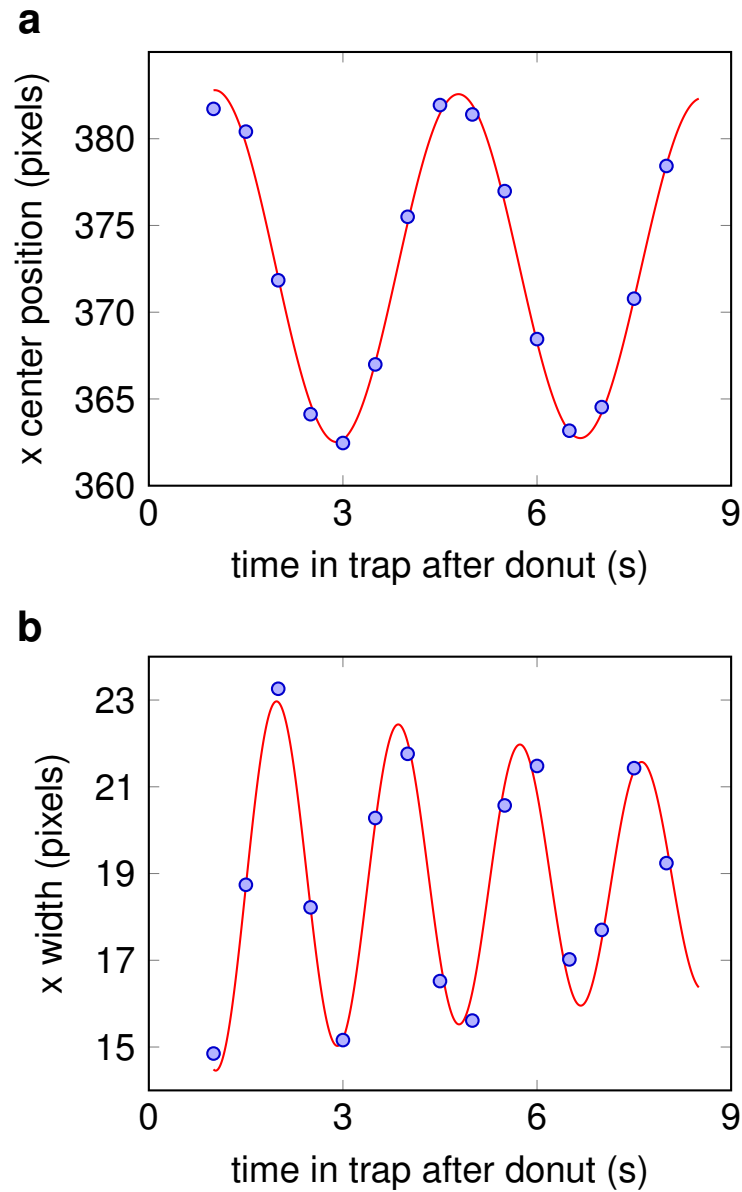 a
x center position (pixels)
380
375
370
365
360
0 3 6 9
time in trap after donut (s)
b
x width (pixels)
23
21
19
17
15
0 3 6 9
time in trap after donut (s)